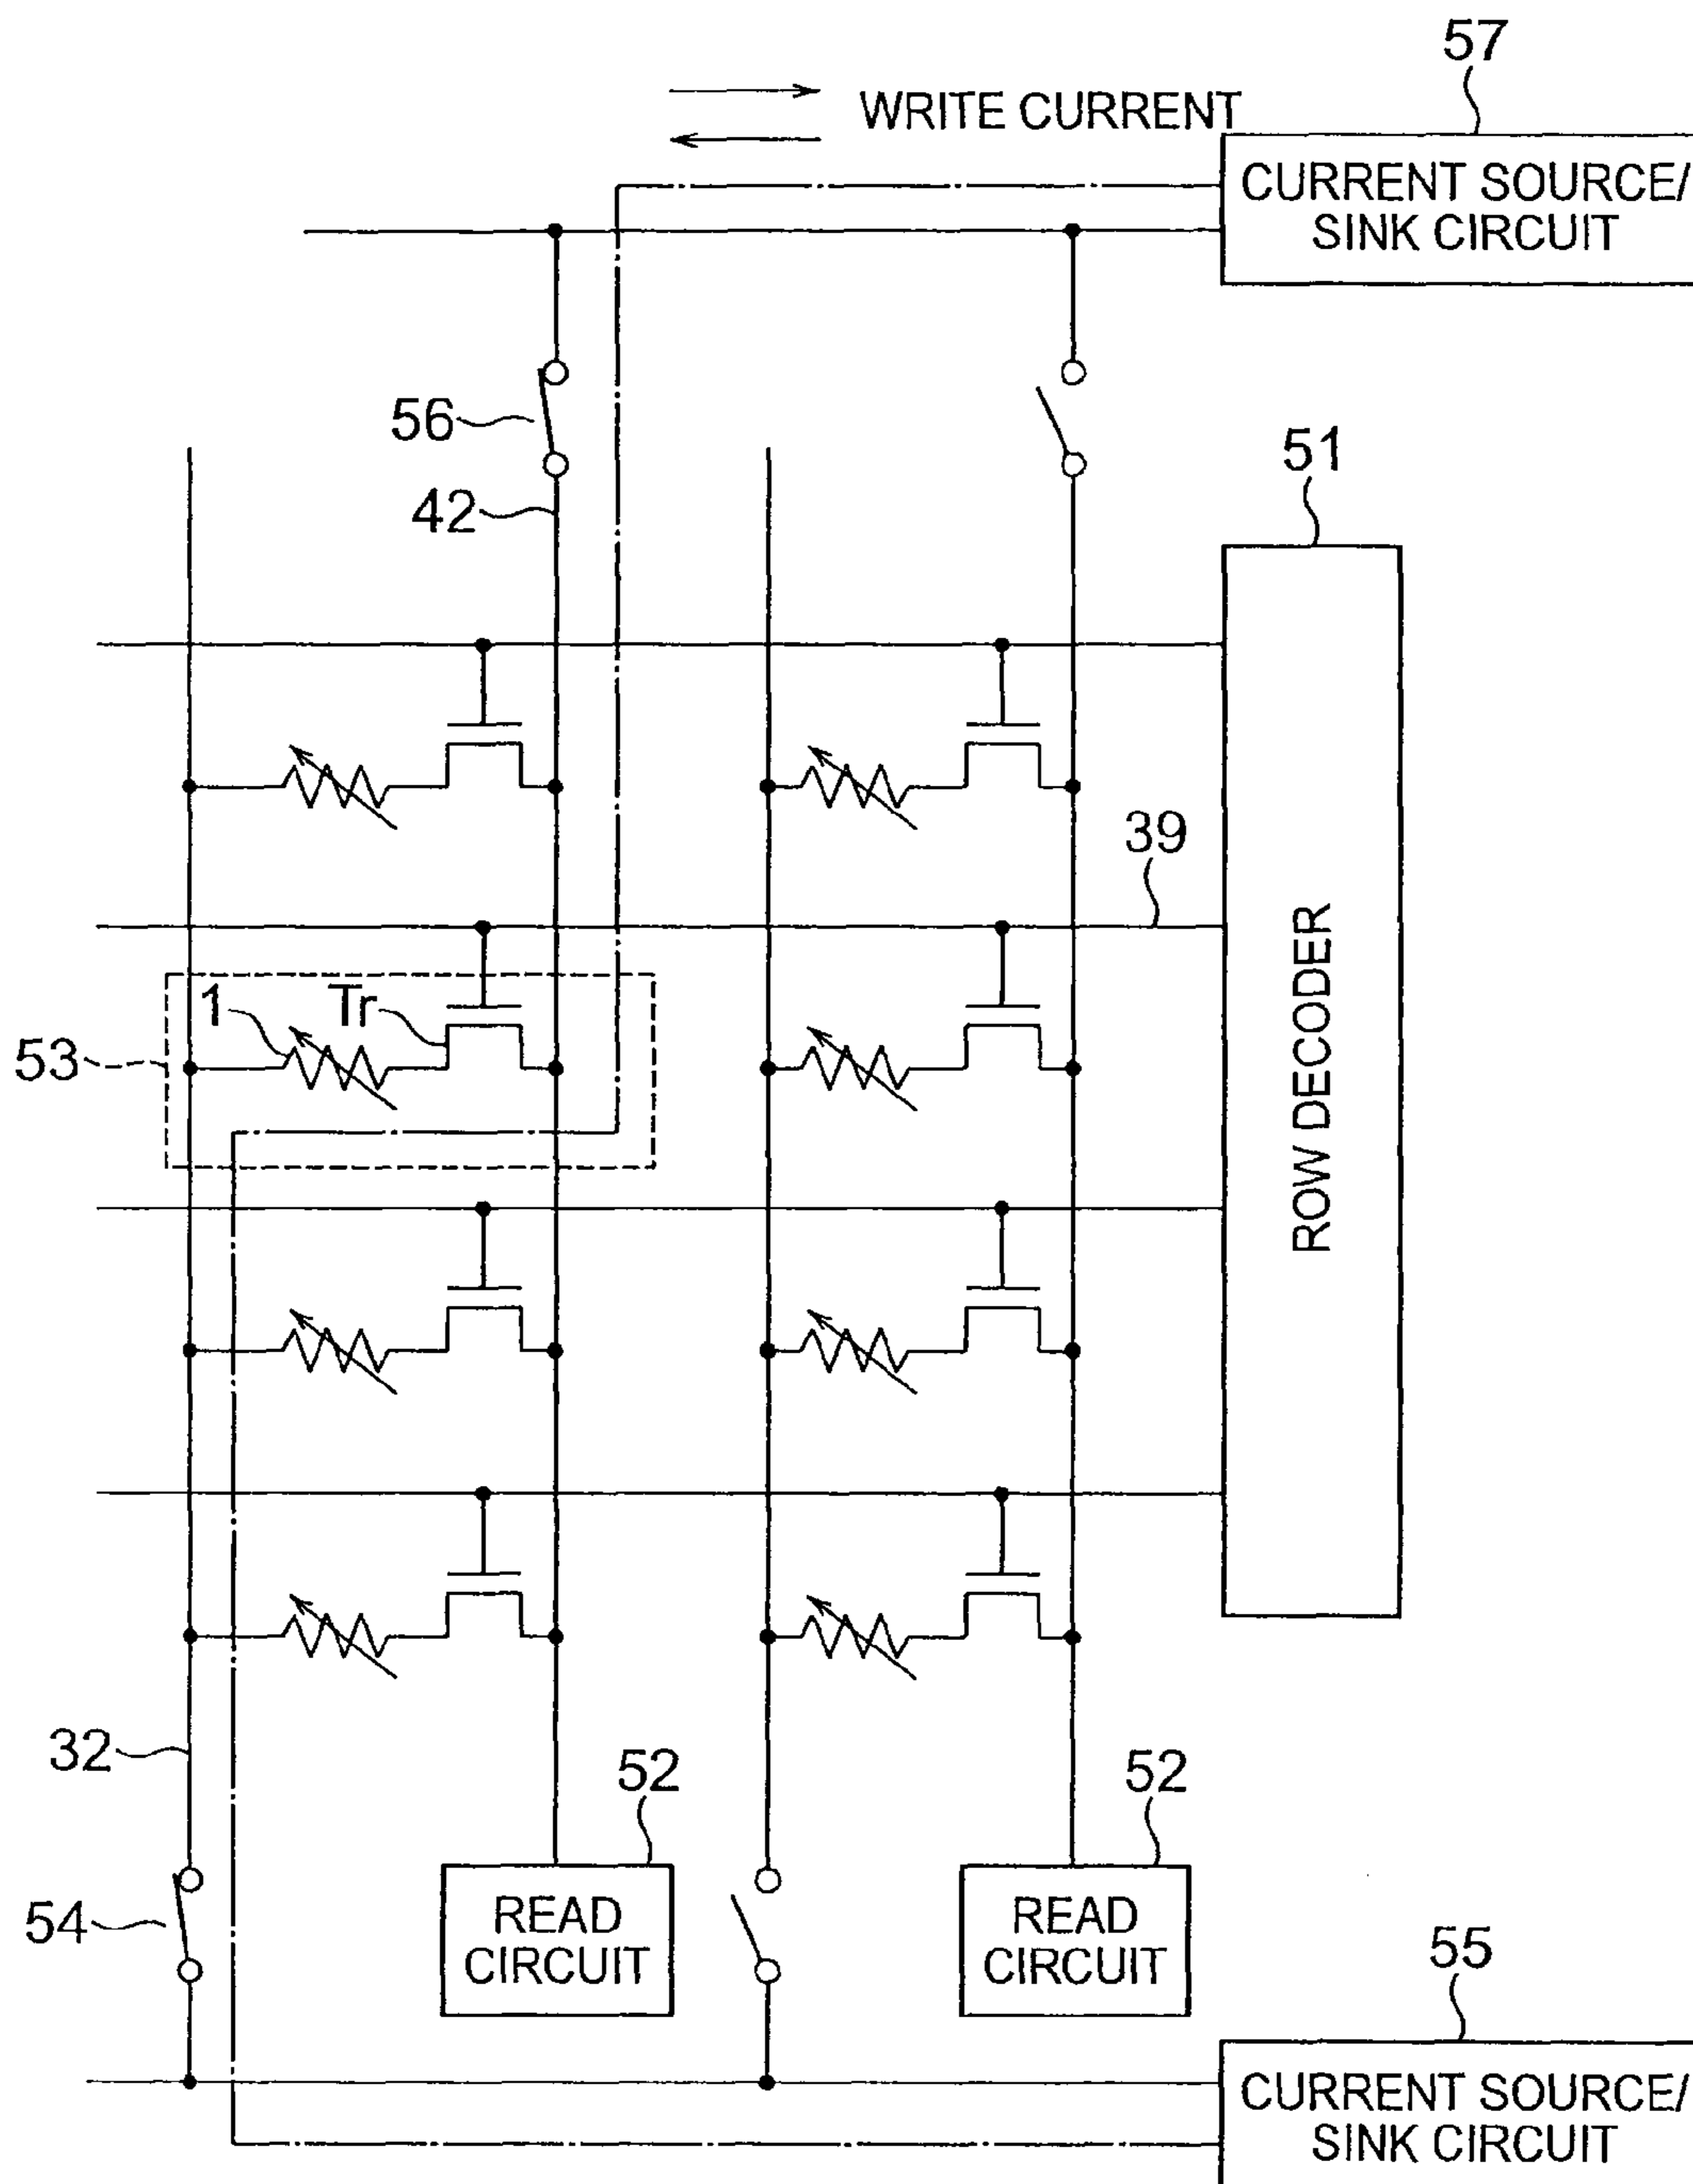 57
WRITE CURRENT
CURRENT SOURCE/
SINK CIRCUIT
56
51
42
39
1
Tr
53
ROW DECODER
32
52
52
54
READ
CIRCUIT
READ
CIRCUIT
55
CURRENT SOURCE/
SINK CIRCUIT